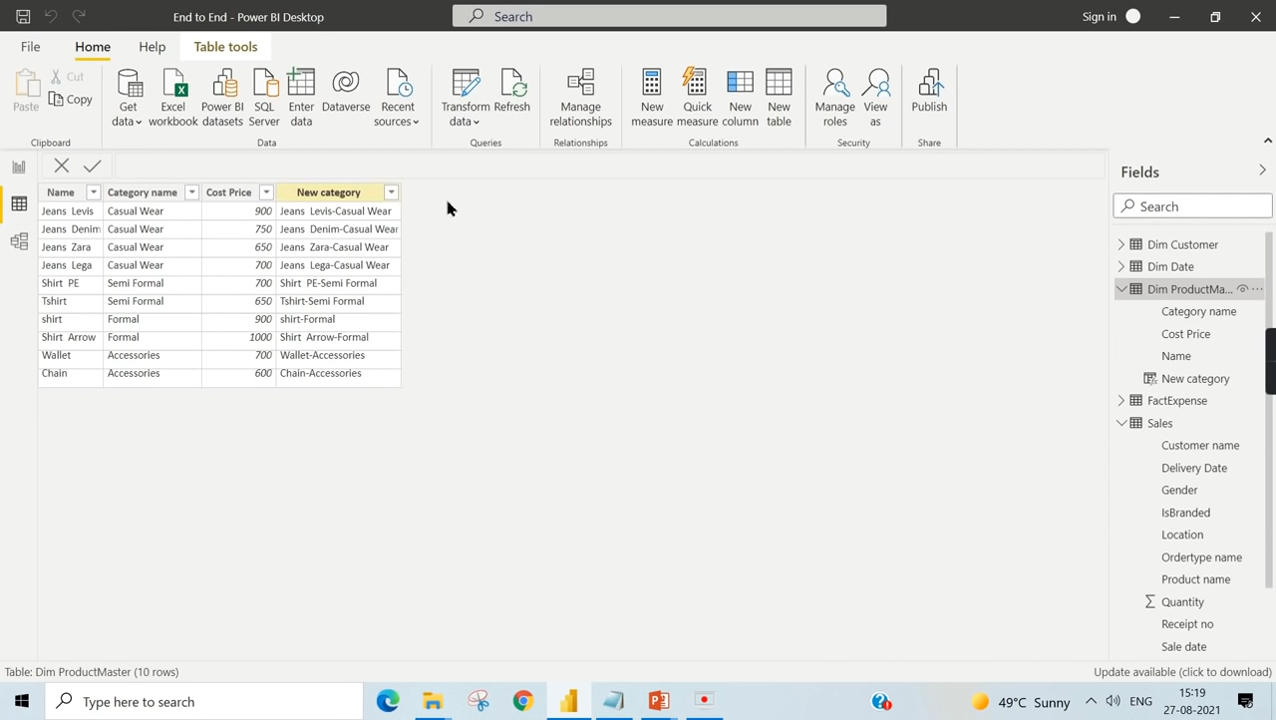 End to End - Power BI Desktop
Search
Sign in
File
Home
Help
Table tools
Paste
Cut
Copy
Get data
Excel workbook
Power BI datasets
SQL Server
Enter data
Dataverse
Recent sources
Transform data
Refresh
Manage relationships
New measure
Quick measure
New column
New table
Manage roles
View as
Publish
Clipboard
Data
Queries
Relationships
Calculations
Security
Share
Name Category name Cost Price New category
Jeans Levis Casual Wear 900 Jeans Levis-Casual Wear
Jeans Denim Casual Wear 750 Jeans Denim-Casual Wear
Jeans Zara Casual Wear 650 Jeans Zara-Casual Wear
Jeans Lega Casual Wear 700 Jeans Lega-Casual Wear
Shirt PE Semi Formal 700 Shirt PE-Semi Formal
Tshirt Semi Formal 650 Tshirt-Semi Formal
shirt Formal 900 shirt-Formal
Shirt Arrow Formal 1000 Shirt Arrow-Formal
Wallet Accessories 700 Wallet-Accessories
Chain Accessories 600 Chain-Accessories
Fields
Search
Dim Customer
Dim Date
Dim ProductMa...
Category name
Cost Price
Name
New category
FactExpense
Sales
Customer name
Delivery Date
Gender
IsBranded
Location
Ordertype name
Product name
Quantity
Receipt no
Sale date
Table: Dim ProductMaster (10 rows)
Update available (click to download)
Type here to search
49°C Sunny
ENG
15:19
27-08-2021